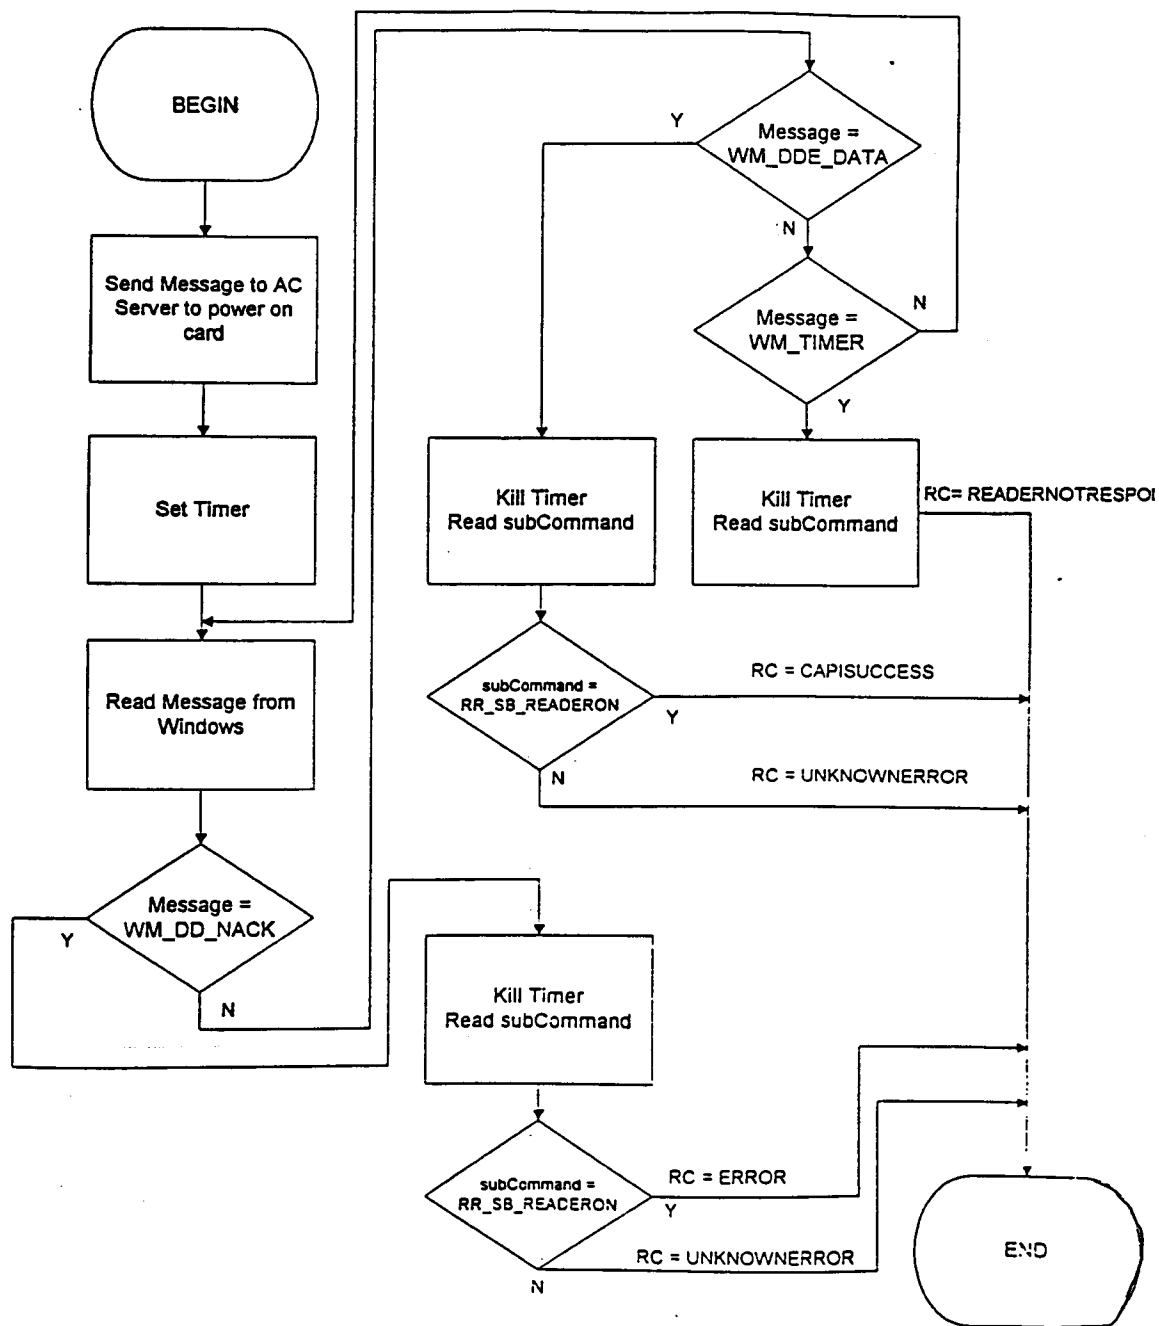 BEGIN
Send Message to AC
Server to power on
card
Set Timer
Read Message from
Windows
Message =
WM_DD_NACK
Y
N
Message =
WM_DDE_DATA
Y
N
Message =
WM_TIMER
N
Y
Kill Timer
Read subCommand
Kill Timer
Read subCommand
RC= READERNOTRESPO
subCommand =
RR_SB_READERON
RC = CAPISUCCESS
Y
N
RC = UNKNOWNERROR
Kill Timer
Read subCommand
subCommand =
RR_SB_READERON
RC = ERROR
Y
RC = UNKNOWNERROR
N
END